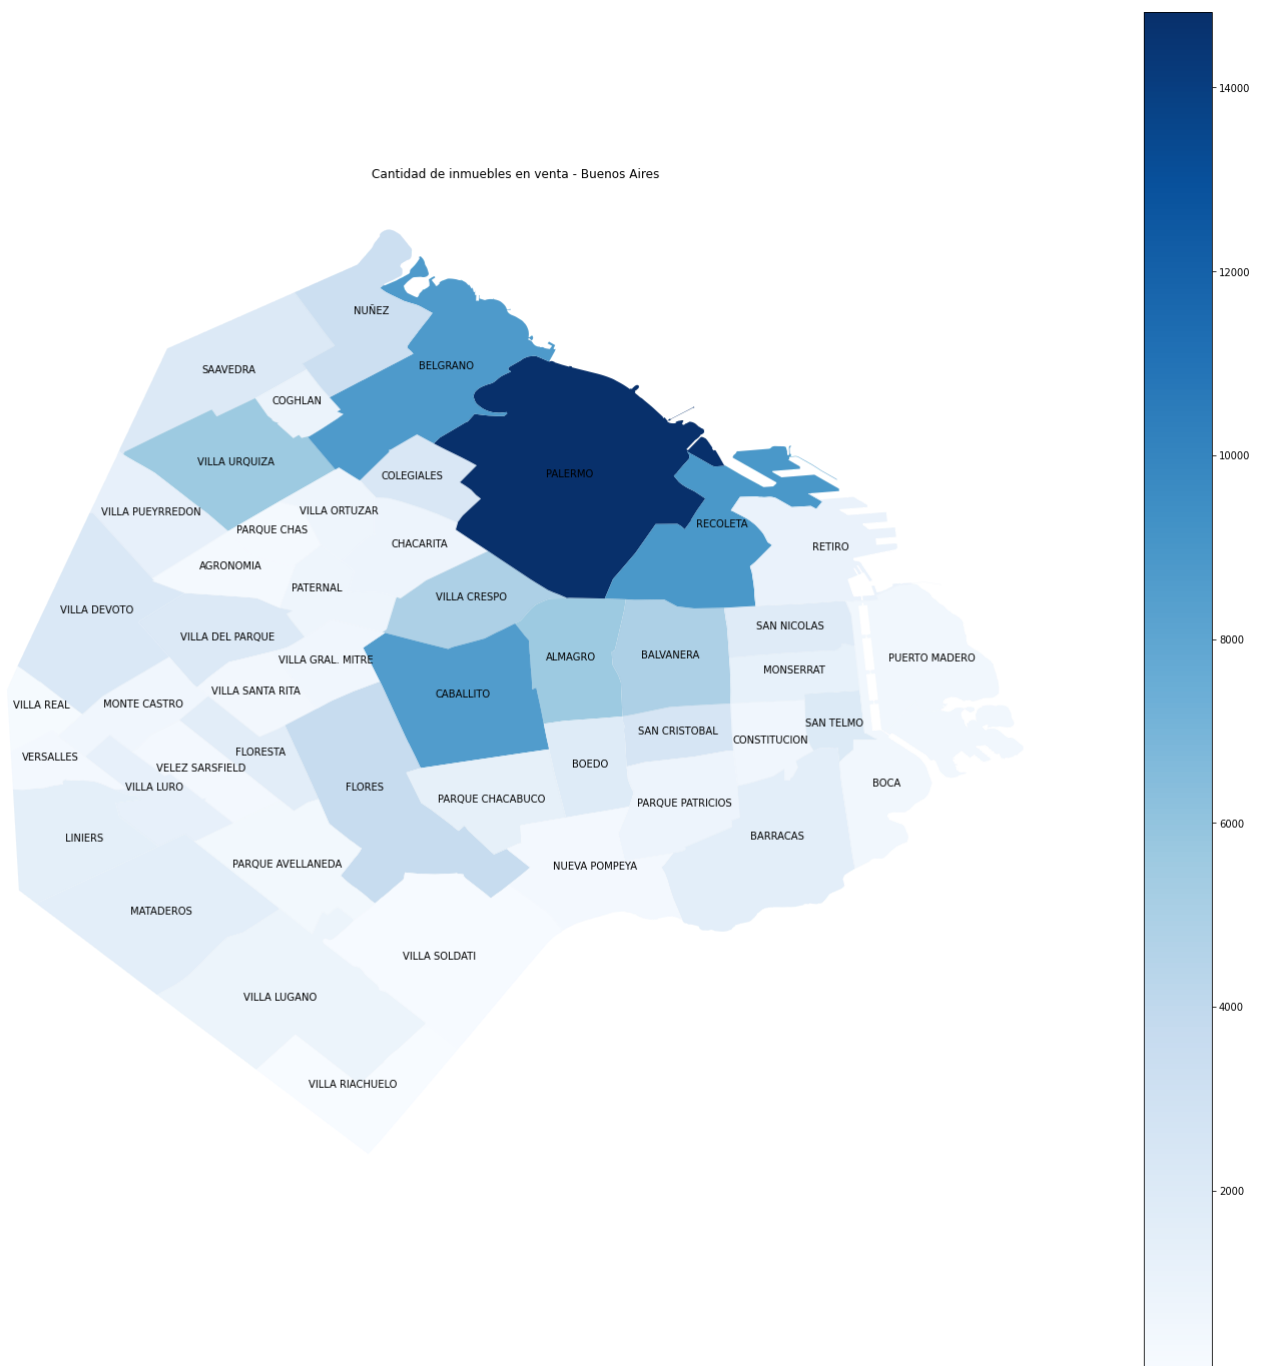 Cantidad de inmuebles en venta - Buenos Aires
14000
12000
10000
8000
6000
4000
2000
NUÑEZ
SAAVEDRA
BELGRANO
COGHLAN
VILLA URQUIZA
COLEGIALES
PALERMO
VILLA PUEYRREDON
VILLA ORTUZAR
RECOLETA
PARQUE CHAS
CHACARITA
RETIRO
AGRONOMIA
PATERNAL
VILLA CRESPO
VILLA DEVOTO
SAN NICOLAS
VILLA DEL PARQUE
VILLA GRAL. MITRE
ALMAGRO
BALVANERA
PUERTO MADERO
MONSERRAT
VILLA SANTA RITA
CABALLITO
VILLA REAL
MONTE CASTRO
SAN TELMO
SAN CRISTOBAL
CONSTITUCION
FLORESTA
VERSALLES
VELEZ SARSFIELD
BOEDO
VILLA LURO
FLORES
BOCA
PARQUE CHACABUCO
PARQUE PATRICIOS
LINIERS
BARRACAS
PARQUE AVELLANEDA
NUEVA POMPEYA
MATADEROS
VILLA SOLDATI
VILLA LUGANO
VILLA RIACHUELO